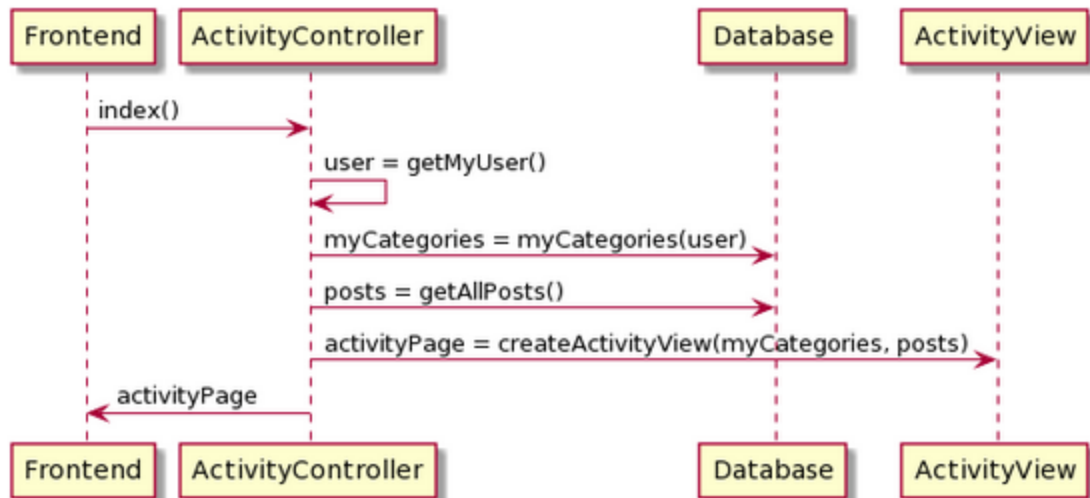 Frontend
ActivityController
Database
ActivityView
index()
user = getMyUser()
myCategories = myCategories(user)
posts = getAllPosts()
activityPage = createActivityView(myCategories, posts)
activityPage
Frontend
ActivityController
Database
ActivityView